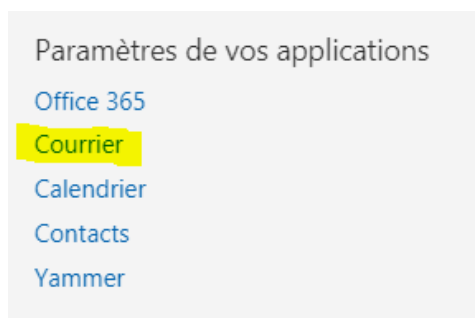 Paramètres de vos applications
Office 365
Courrier
Calendrier
Contacts
Yammer